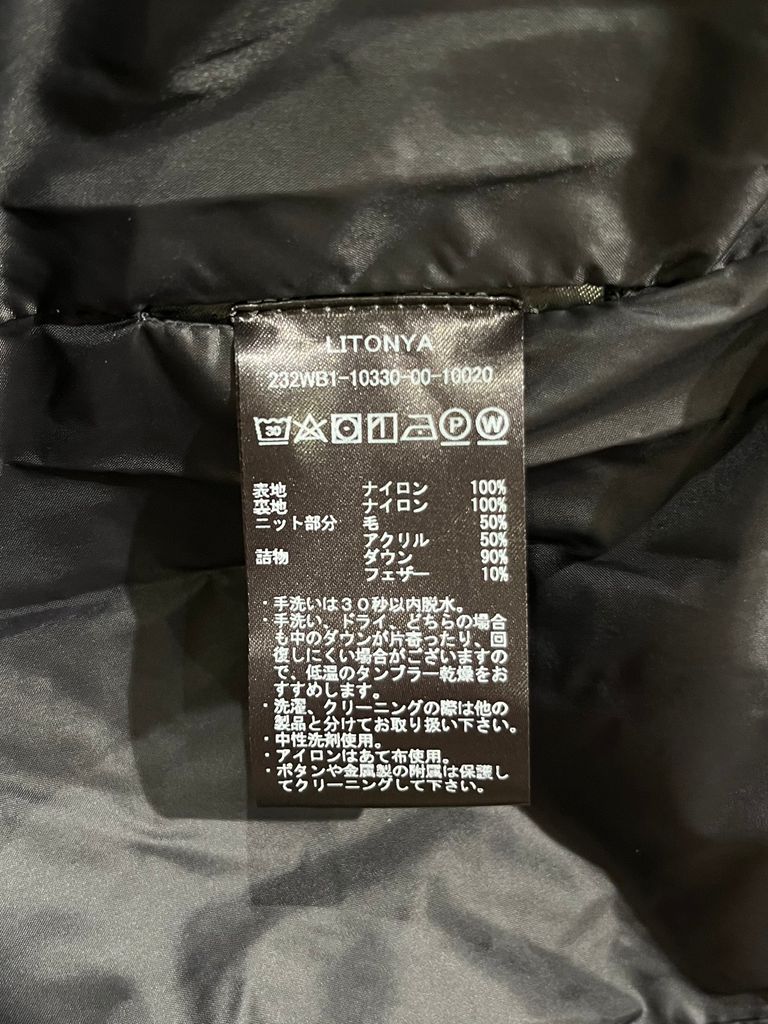 LITONYA
232WB1-10330-00-10020
30 P W
表地 ナイロン 100%
裏地 ナイロン 100%
ニット部分 毛 50%
アクリル 50%
詰物 ダウン 90%
フェザー 10%
・手洗いは30秒以内脱水。
・手洗い、ドライ、どちらの場合
も中のダウンが片寄ったり、回
復しにくい場合がございますの
で、低温のタンブラー乾燥をお
すすめします。
・洗濯、クリーニングの際は他の
製品と分けてお取り扱い下さい。
・中性洗剤使用。
・アイロンはあて布使用。
・ボタンや金属製の附属は保護し
てクリーニングして下さい。